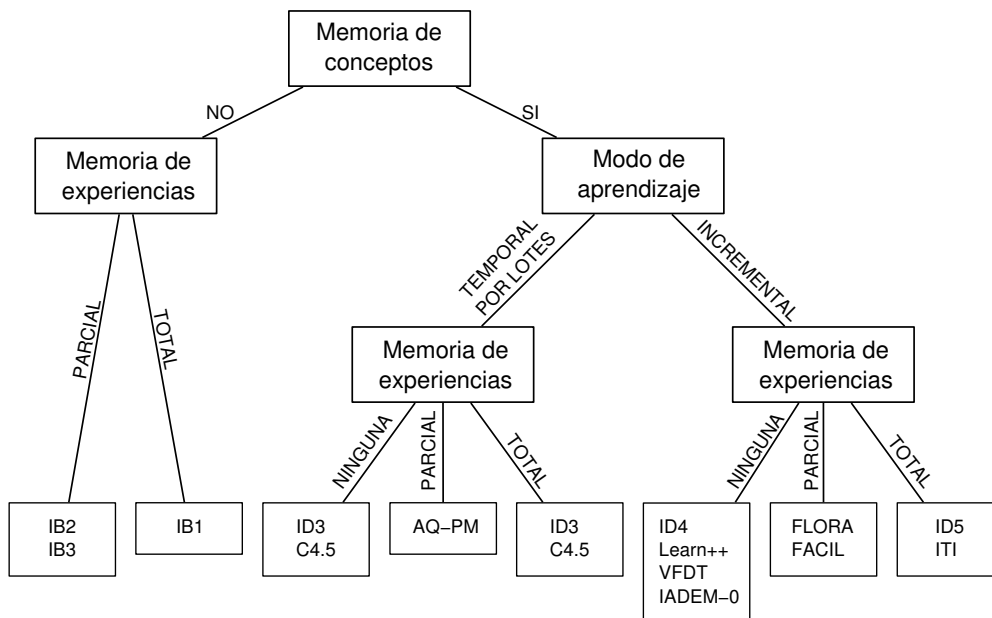 Memoria de
conceptos
NO
SI
Memoria de
experiencias
Modo de
aprendizaje
TEMPORAL
POR LOTES
INCREMENTAL
PARCIAL
TOTAL
Memoria de
experiencias
Memoria de
experiencias
NINGUNA
PARCIAL
TOTAL
NINGUNA
PARCIAL
TOTAL
IB2
IB3
IB1
ID3
C4.5
AQ−PM
ID3
C4.5
ID4
Learn++
VFDT
IADEM−0
FLORA
FACIL
ID5
ITI